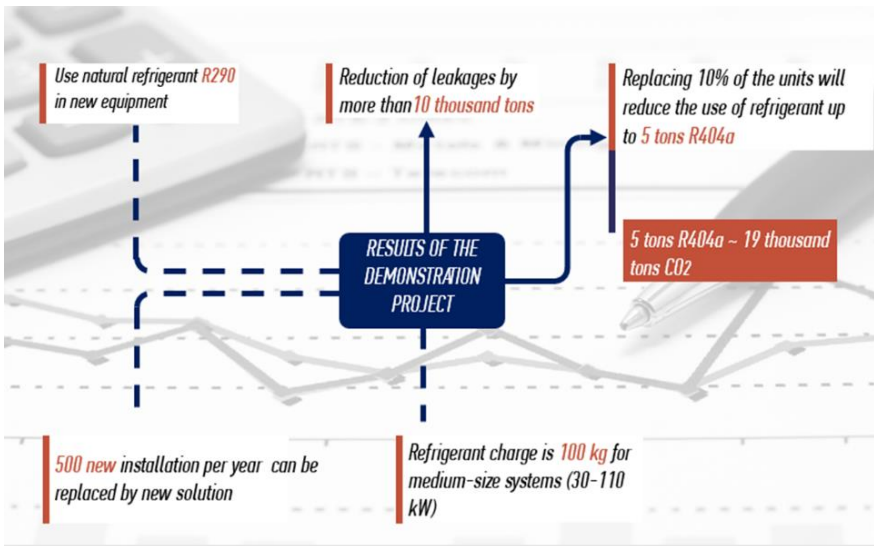 Use natural refrigerant R290
in new equipment
Reduction of leakages by
more than 10 thousand tons
Replacing 10% of the units will
reduce the use of refrigerant up
to 5 tons R404a
5 tons R404a ~ 19 thousand
tons CO2
RESULTS OF THE
DEMONSTRATION
PROJECT
500 new installation per year can be
replaced by new solution
Refrigerant charge is 100 kg for
medium-size systems (30-110
kW)